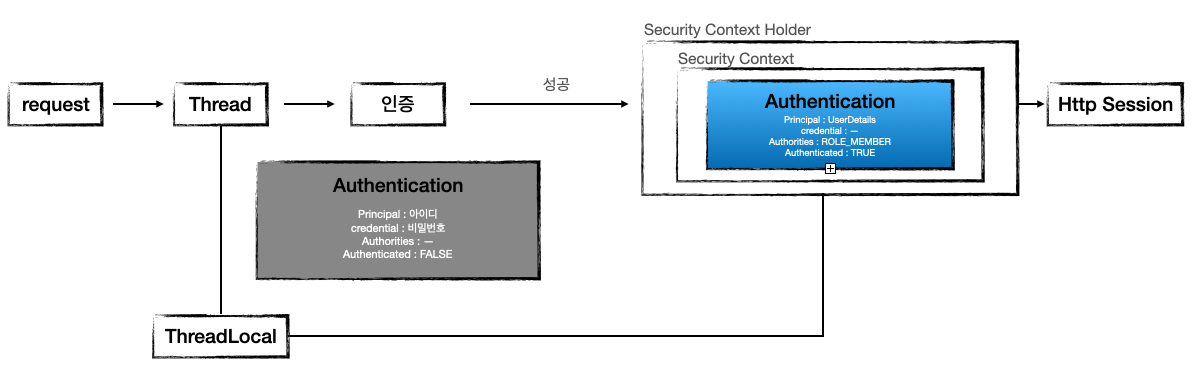 Security Context Holder
Security Context
request
Thread
인증
성공
Authentication
Principal : UserDetails
credential : —
Authorities : ROLE_MEMBER
Authenticated : TRUE
Http Session
Authentication
Principal : 아이디
credential : 비밀번호
Authorities : —
Authenticated : FALSE
ThreadLocal